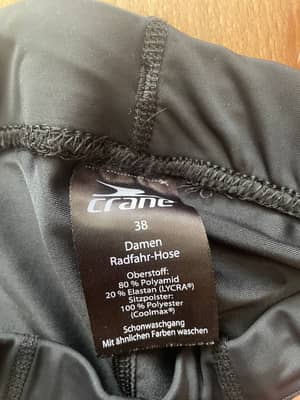 crane
38
Damen
Radfahr-Hose
Oberstoff:
80 % Polyamid
20 % Elastan (LYCRA®)
Sitzpolster:
100 % Polyester
(Coolmax®)
Schonwaschgang
Mit ähnlichen Farben waschen